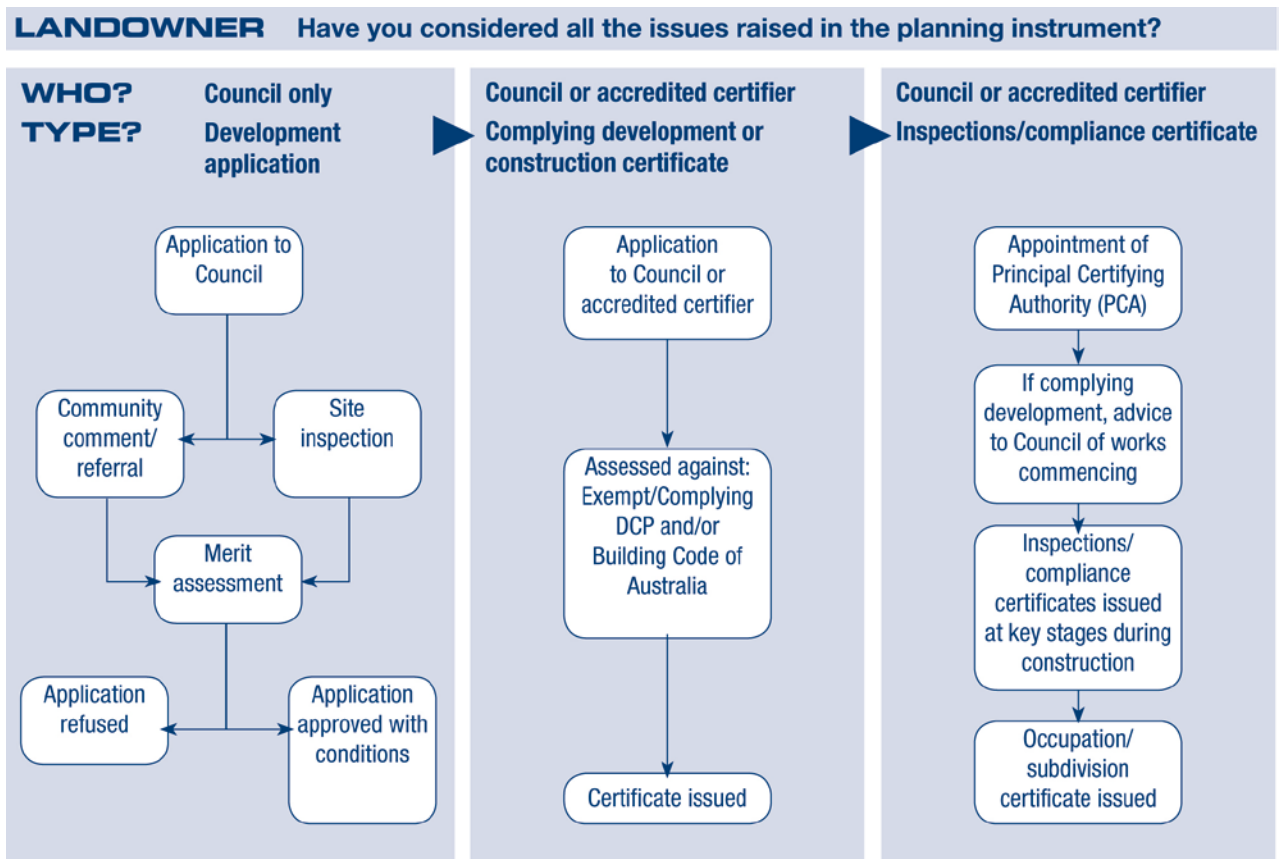 LANDOWNER Have you considered all the issues raised in the planning instrument?
WHO? Council only
TYPE? Development
application
Application to
Council
Community
comment/
referral
Site
inspection
Merit
assessment
Application
refused
Application
approved with
conditions
Council or accredited certifier
Complying development or
construction certificate
Application
to Council or
accredited certifier
Assessed against:
Exempt/Complying
DCP and/or
Building Code of
Australia
Certificate issued
Council or accredited certifier
Inspections/compliance certificate
Appointment of
Principal Certifying
Authority (PCA)
If complying
development, advice
to Council of works
commencing
Inspections/
compliance
certificates issued
at key stages during
construction
Occupation/
subdivision
certificate issued